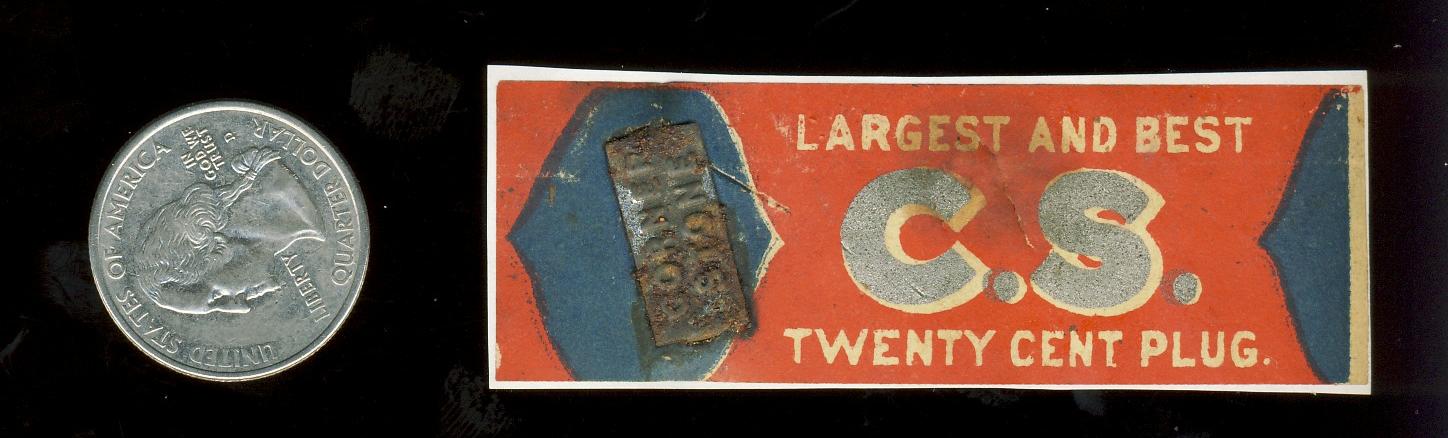 UNITED STATES OF AMERICA
LIBERTY
IN
GOD WE
TRUST
D
QUARTER DOLLAR
CORNER
STONE
LARGEST AND BEST
C.S.
TWENTY CENT PLUG.